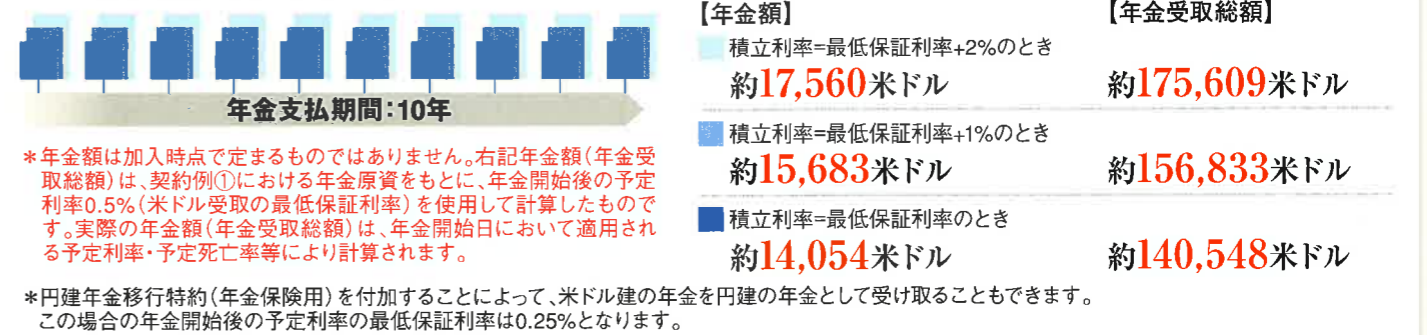 年金支払期間:10年
＊年金額は加入時点で定まるものではありません。右記年金額(年金受
取総額)は、契約例①における年金原資をもとに、年金開始後の予定
利率0.5%(米ドル受取の最低保証利率)を使用して計算したもので
す。実際の年金額(年金受取総額)は、年金開始日において適用され
る予定利率・予定死亡率等により計算されます。
【年金額】 【年金受取総額】
積立利率=最低保証利率+2%のとき
約17,560米ドル 約175,609米ドル
積立利率=最低保証利率+1%のとき
約15,683米ドル 約156,833米ドル
積立利率=最低保証利率のとき
約14,054米ドル 約140,548米ドル
＊円建年金移行特約(年金保険用)を付加することによって、米ドル建の年金を円建の年金として受け取ることもできます。
この場合の年金開始後の予定利率の最低保証利率は0.25%となります。